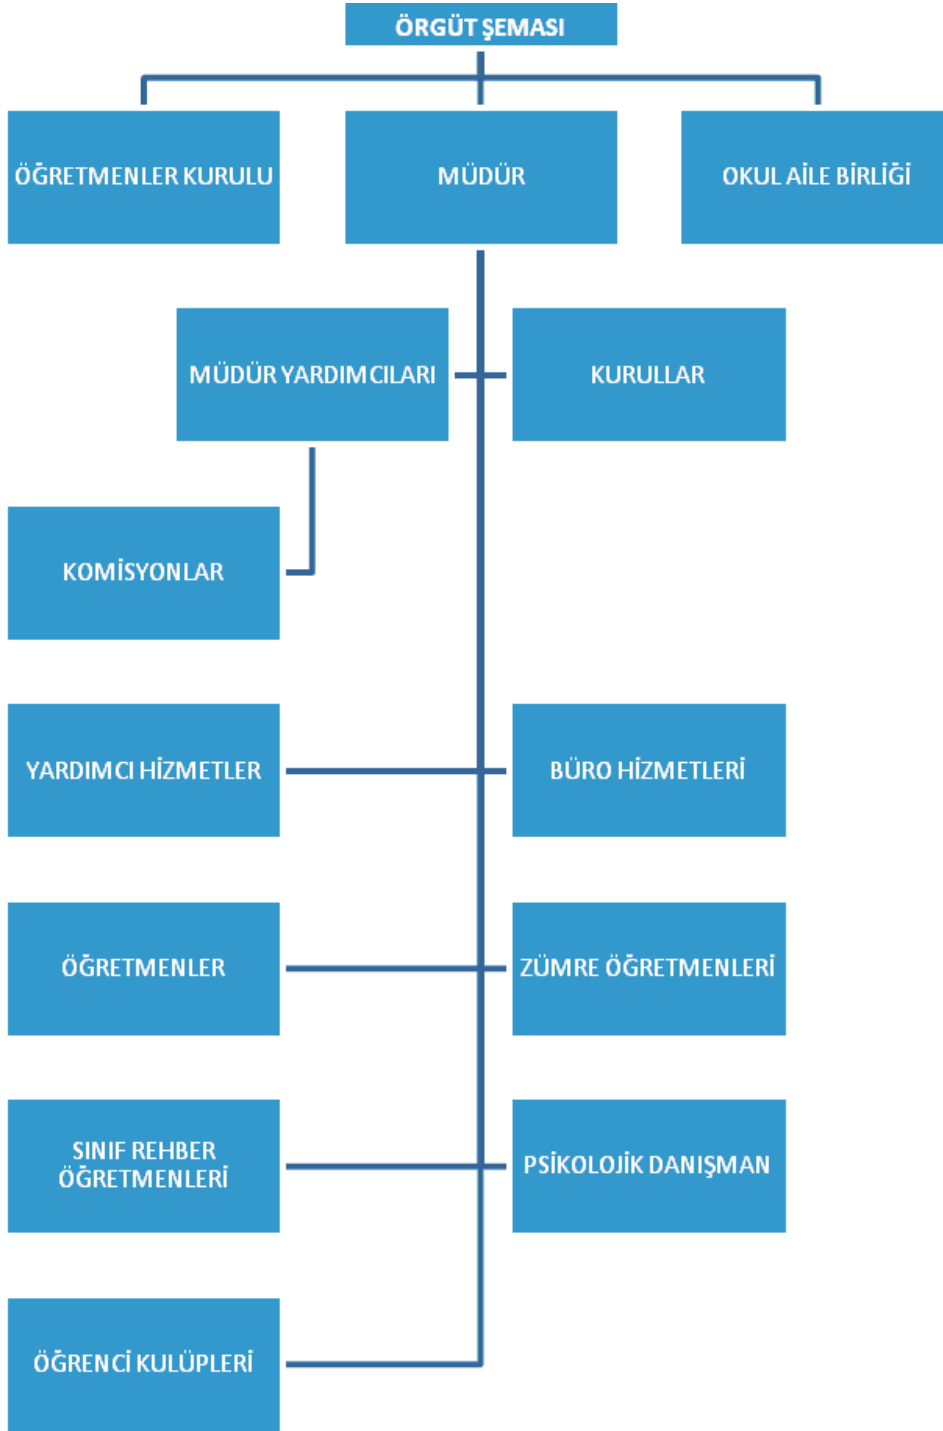 ÖRGÜT ŞEMASI
ÖĞRETMENLER KURULU
MÜDÜR
OKUL AİLE BİRLİĞİ
MÜDÜR YARDIMCILARI
KURULLAR
KOMİSYONLAR
YARDIMCI HİZMETLER
BÜRO HİZMETLERİ
ÖĞRETMENLER
ZÜMRE ÖĞRETMENLERİ
SINIF REHBER
ÖĞRETMENLERİ
PSİKOLOJİK DANIŞMAN
ÖĞRENCİ KULÜPLERİ